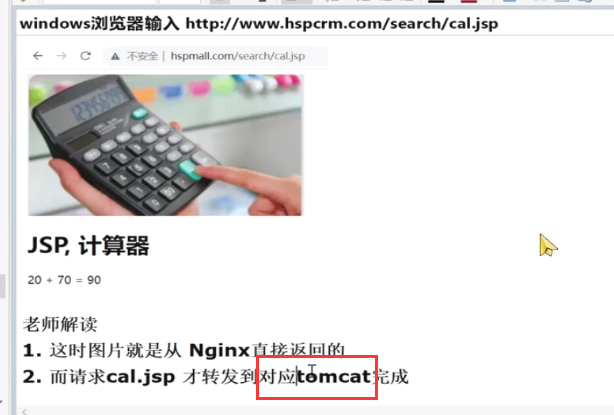 windows浏览器输入 http://www.hspcrm.com/search/cal.jsp
不安全 | hspmall.com/search/cal.jsp
JSP, 计算器
20 + 70 = 90
老师解读
1. 这时图片就是从 Nginx直接返回的
2. 而请求cal.jsp 才转发到对应tomcat完成